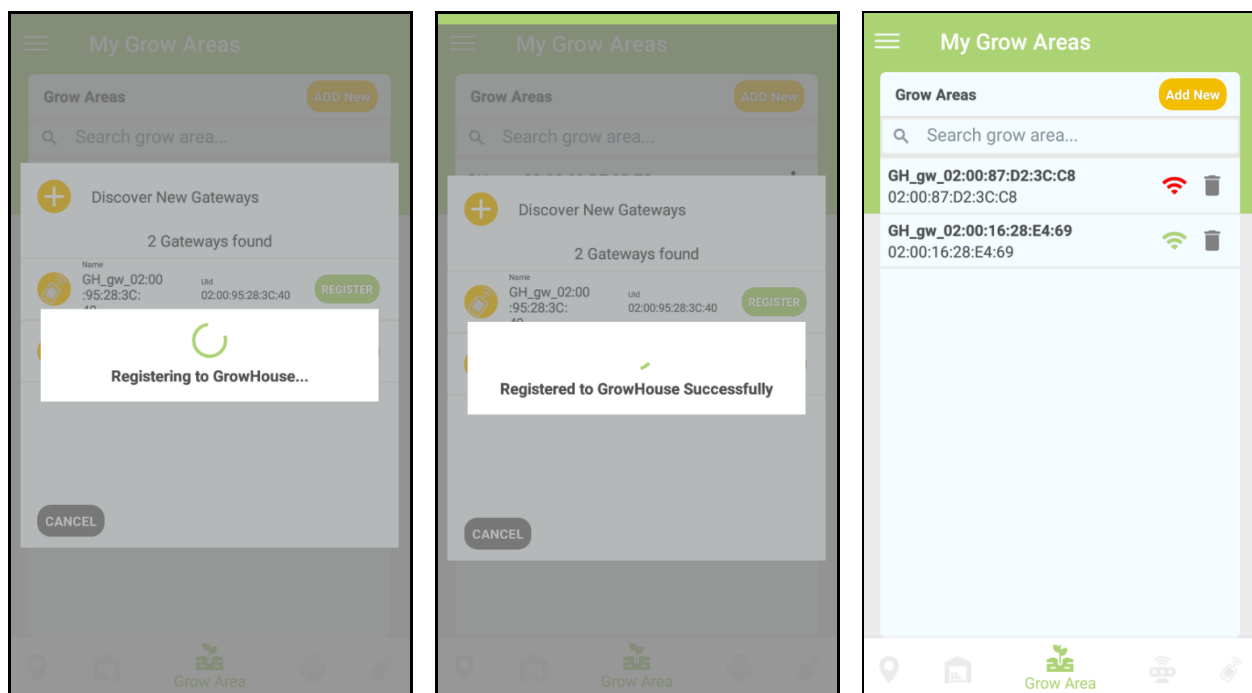 My Grow Areas
Grow Areas
ADD New
Search grow area...
Discover New Gateways
2 Gateways found
Name
GH_gw_02:00
:95:28:3C:
Uid
02:00:95:28:3C:40
REGISTER
Registering to GrowHouse...
CANCEL
Grow Area
My Grow Areas
Grow Areas
ADD New
Search grow area...
Discover New Gateways
2 Gateways found
Name
GH_gw_02:00
:95:28:3C:
Uid
02:00:95:28:3C:40
REGISTER
Registered to GrowHouse Successfully
CANCEL
Grow Area
My Grow Areas
Grow Areas
Add New
Search grow area...
GH_gw_02:00:87:D2:3C:C8
02:00:87:D2:3C:C8
GH_gw_02:00:16:28:E4:69
02:00:16:28:E4:69
Grow Area